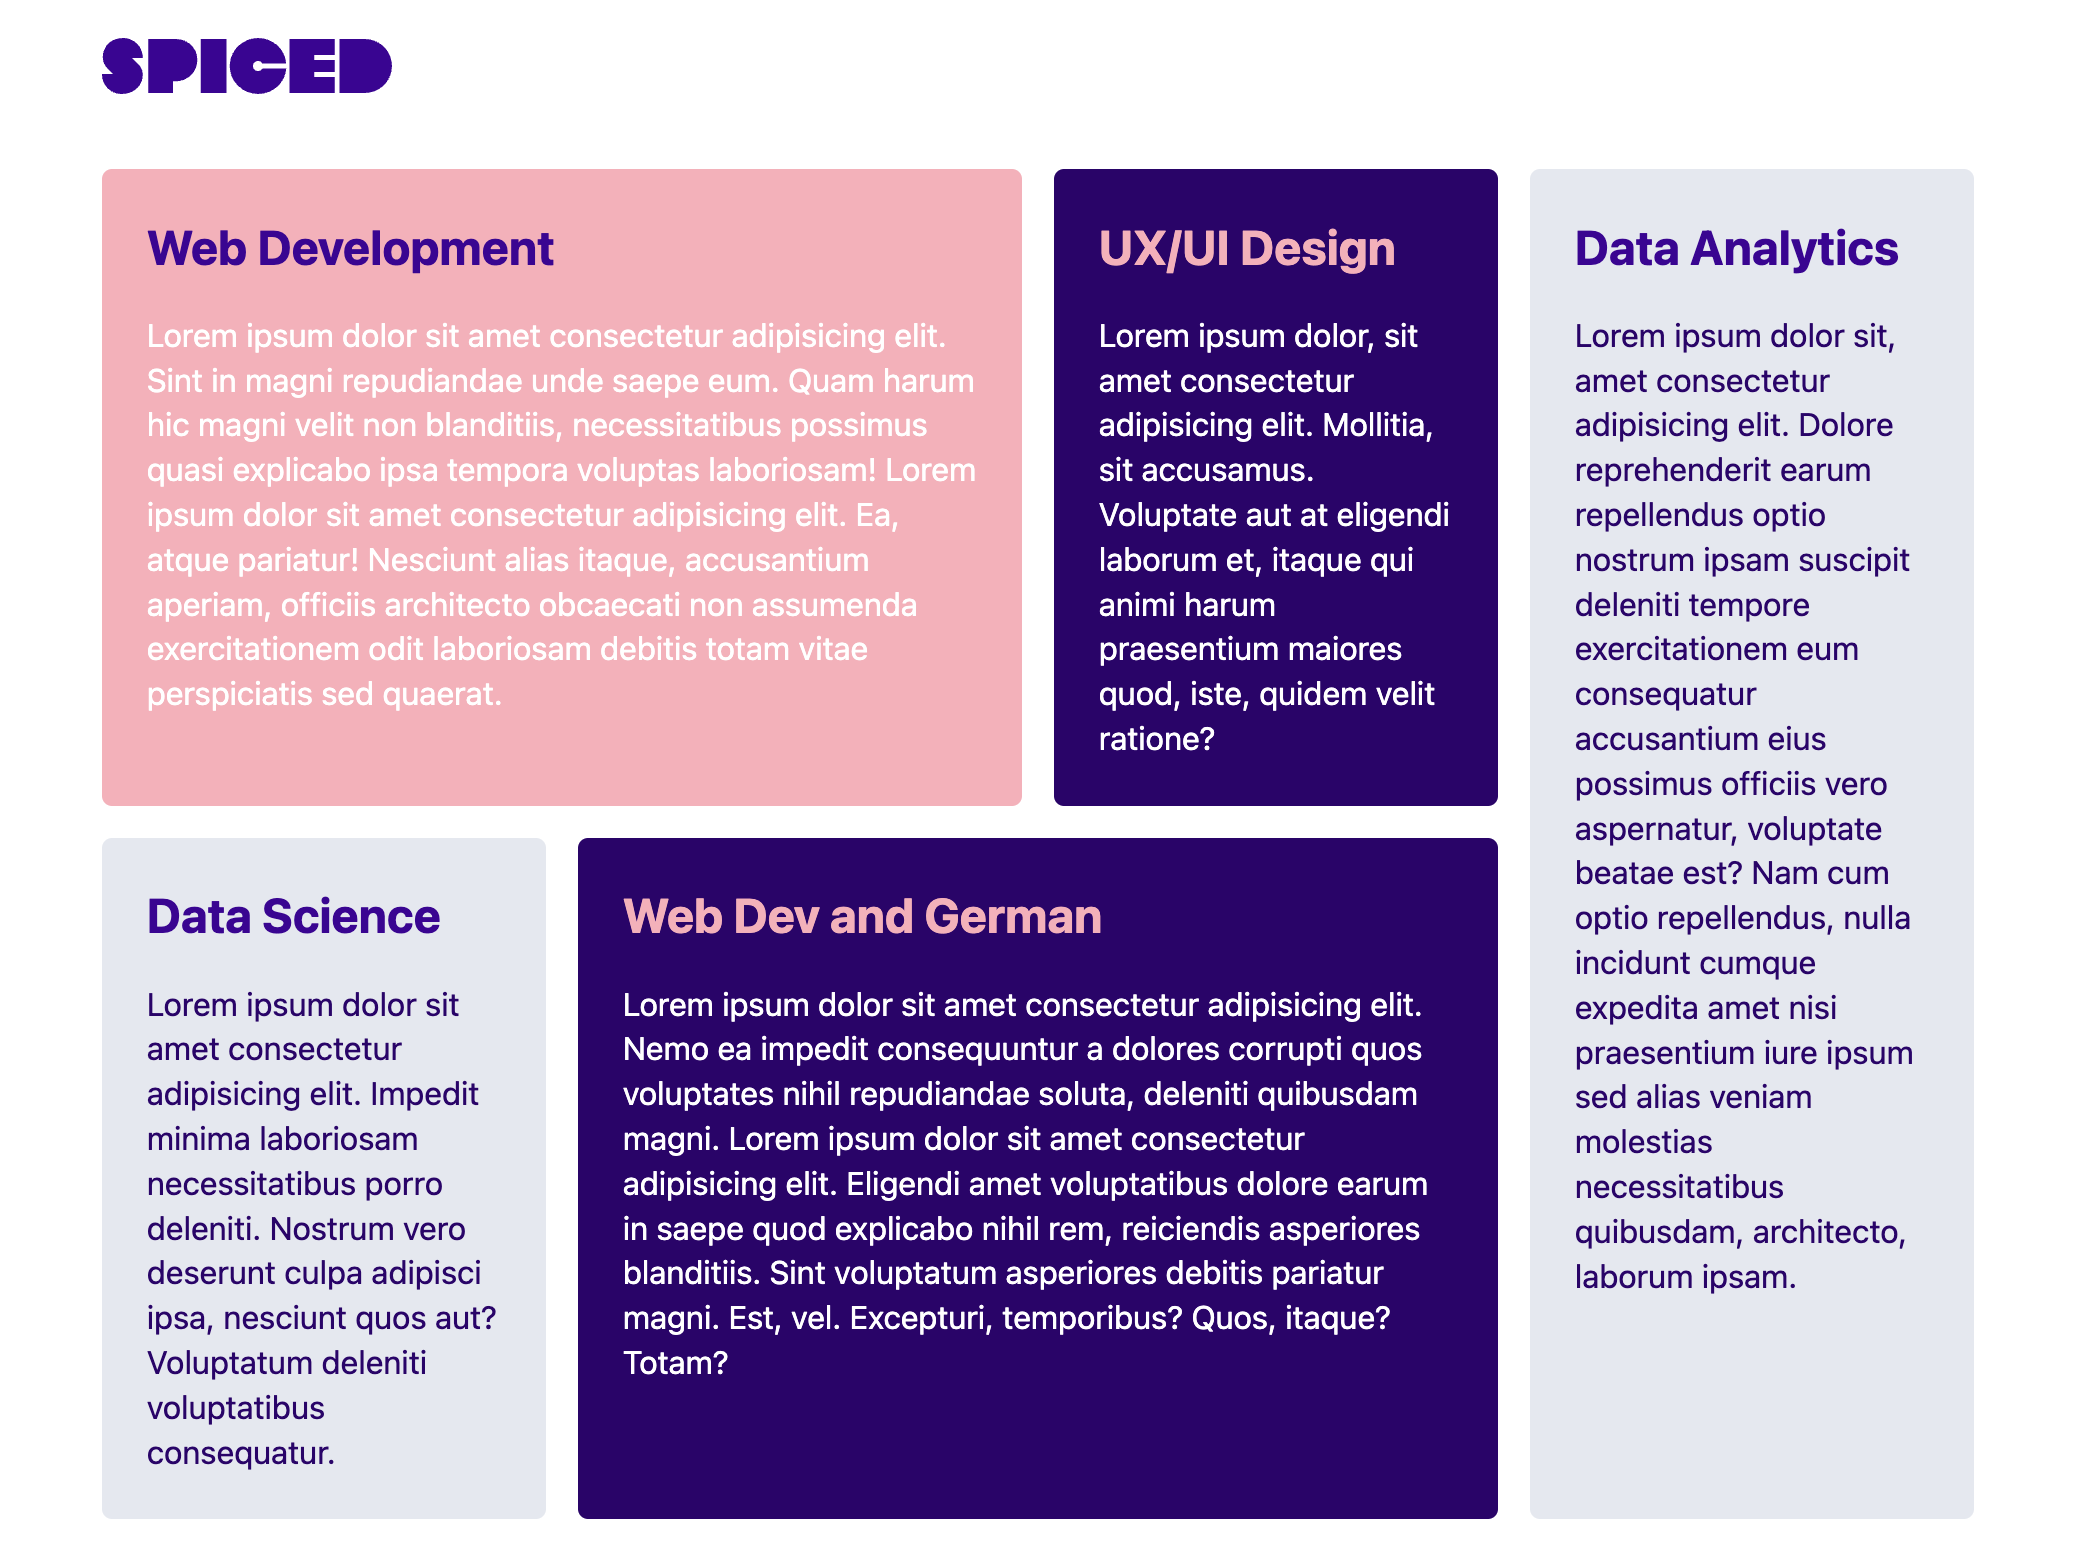 SPICED
Web Development
Lorem ipsum dolor sit amet consectetur adipisicing elit.
Sint in magni repudiandae unde saepe eum. Quam harum
hic magni velit non blanditiis, necessitatibus possimus
quasi explicabo ipsa tempora voluptas laboriosam! Lorem
ipsum dolor sit amet consectetur adipisicing elit. Ea,
atque pariatur! Nesciunt alias itaque, accusantium
aperiam, officiis architecto obcaecati non assumenda
exercitationem odit laboriosam debitis totam vitae
perspiciatis sed quaerat.
UX/UI Design
Lorem ipsum dolor, sit
amet consectetur
adipisicing elit. Mollitia,
sit accusamus.
Voluptate aut at eligendi
laborum et, itaque qui
animi harum
praesentium maiores
quod, iste, quidem velit
ratione?
Data Analytics
Lorem ipsum dolor sit,
amet consectetur
adipisicing elit. Dolore
reprehenderit earum
repellendus optio
nostrum ipsam suscipit
deleniti tempore
exercitationem eum
consequatur
accusantium eius
possimus officiis vero
aspernatur, voluptate
beatae est? Nam cum
optio repellendus, nulla
incidunt cumque
expedita amet nisi
praesentium iure ipsum
sed alias veniam
molestias
necessitatibus
quibusdam, architecto,
laborum ipsam.
Data Science
Lorem ipsum dolor sit
amet consectetur
adipisicing elit. Impedit
minima laboriosam
necessitatibus porro
deleniti. Nostrum vero
deserunt culpa adipisci
ipsa, nesciunt quos aut?
Voluptatum deleniti
voluptatibus
consequatur.
Web Dev and German
Lorem ipsum dolor sit amet consectetur adipisicing elit.
Nemo ea impedit consequuntur a dolores corrupti quos
voluptates nihil repudiandae soluta, deleniti quibusdam
magni. Lorem ipsum dolor sit amet consectetur
adipisicing elit. Eligendi amet voluptatibus dolore earum
in saepe quod explicabo nihil rem, reiciendis asperiores
blanditiis. Sint voluptatum asperiores debitis pariatur
magni. Est, vel. Excepturi, temporibus? Quos, itaque?
Totam?